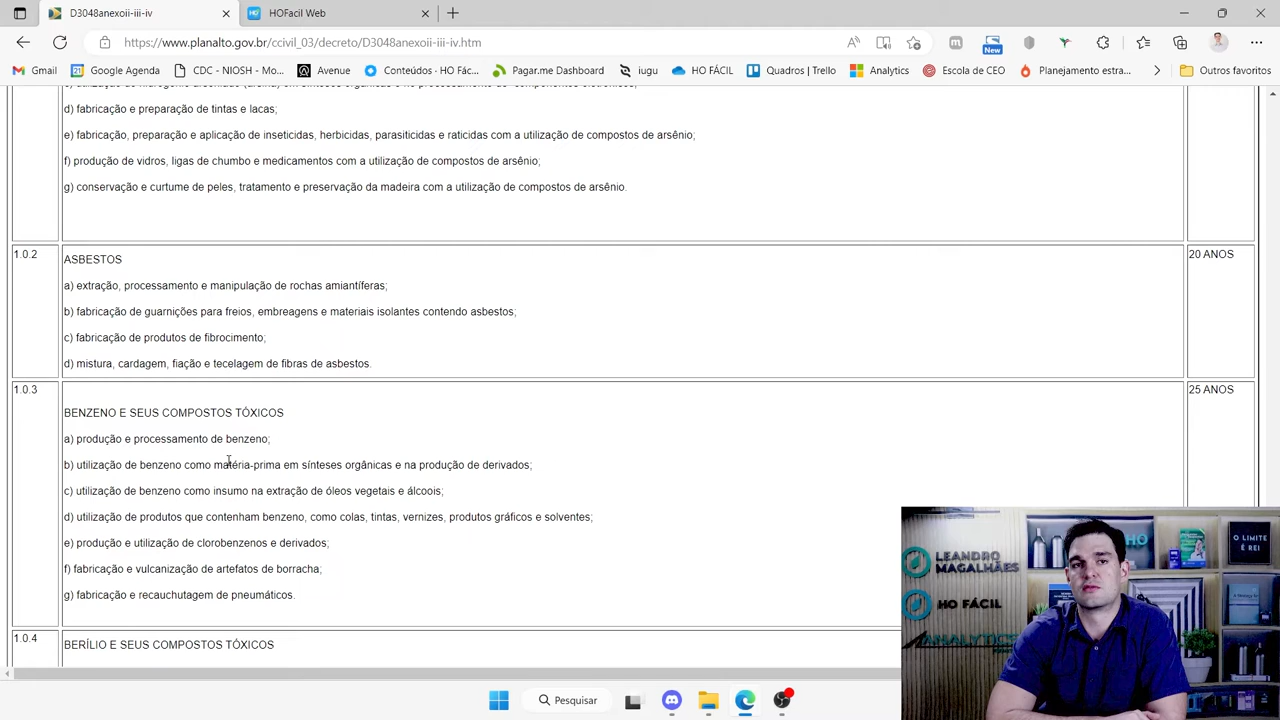 D3048anexoii-iii-iv
HOFacil Web
https://www.planalto.gov.br/ccivil_03/decreto/D3048anexoii-iii-iv.htm
New
Gmail
Google Agenda
CDC - NIOSH - Mo...
Avenue
Conteúdos - HO Fác...
Pagar.me Dashboard
iugu
HO FÁCIL
Quadros | Trello
Analytics
Escola de CEO
Planejamento estra...
Outros favoritos
d) fabricação e preparação de tintas e lacas;
e) fabricação, preparação e aplicação de inseticidas, herbicidas, parasiticidas e raticidas com a utilização de compostos de arsênio;
f) produção de vidros, ligas de chumbo e medicamentos com a utilização de compostos de arsênio;
g) conservação e curtume de peles, tratamento e preservação da madeira com a utilização de compostos de arsênio.
1.0.2
ASBESTOS
20 ANOS
a) extração, processamento e manipulação de rochas amiantíferas;
b) fabricação de guarnições para freios, embreagens e materiais isolantes contendo asbestos;
c) fabricação de produtos de fibrocimento;
d) mistura, cardagem, fiação e tecelagem de fibras de asbestos.
1.0.3
25 ANOS
BENZENO E SEUS COMPOSTOS TÓXICOS
a) produção e processamento de benzeno;
b) utilização de benzeno como matéria-prima em sínteses orgânicas e na produção de derivados;
c) utilização de benzeno como insumo na extração de óleos vegetais e álcoois;
d) utilização de produtos que contenham benzeno, como colas, tintas, vernizes, produtos gráficos e solventes;
e) produção e utilização de clorobenzenos e derivados;
f) fabricação e vulcanização de artefatos de borracha;
g) fabricação e recauchutagem de pneumáticos.
1.0.4
BERÍLIO E SEUS COMPOSTOS TÓXICOS
LEANDRO
MAGALHÃES
HO FÁCIL
ANALYTICS
HO
O LIMITE
É REI
Pesquisar